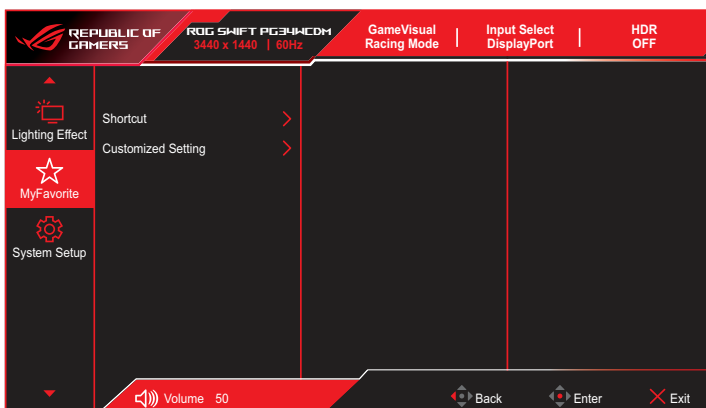 REPUBLIC OF
GAMERS
ROG SWIFT PG34WCDM
3440 x 1440 | 60Hz
GameVisual
Racing Mode
Input Select
DisplayPort
HDR
OFF
Lighting Effect
MyFavorite
System Setup
Shortcut
Customized Setting
Volume 50
Back
Enter
Exit